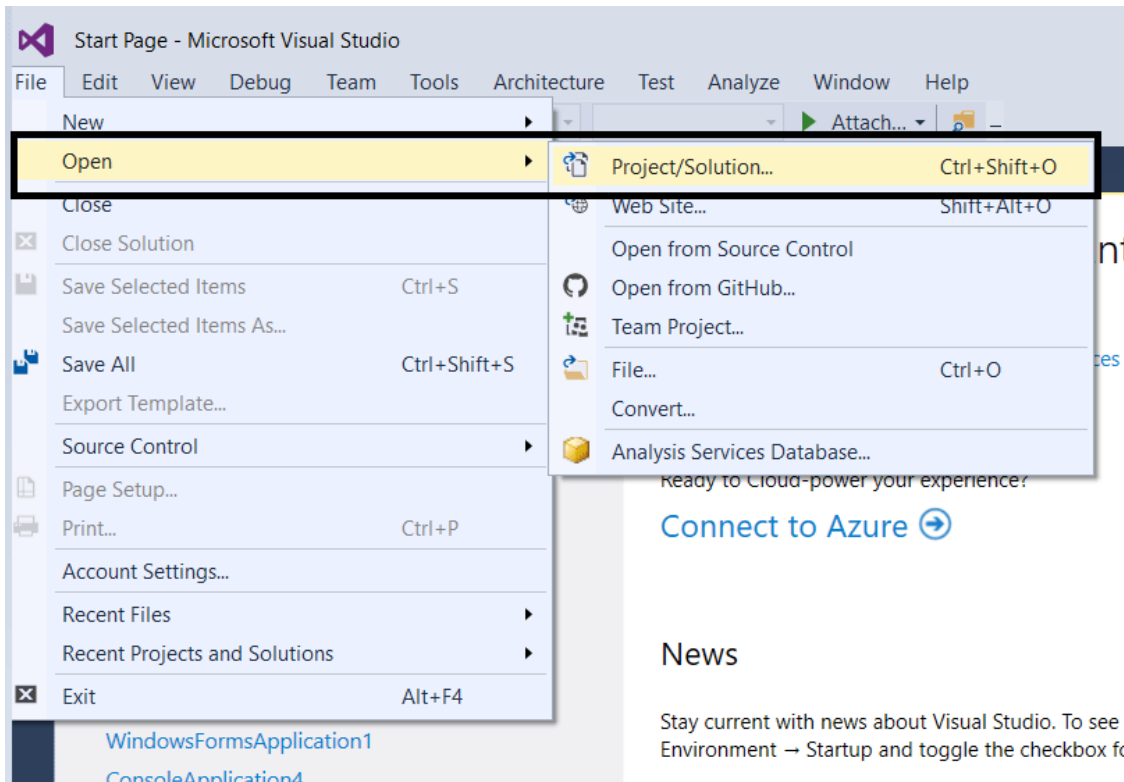 Start Page - Microsoft Visual Studio
File Edit View Debug Team Tools Architecture Test Analyze Window Help
New
Attach...
Open
Project/Solution... Ctrl+Shift+O
Close
Web Site... Shift+Alt+O
Close Solution
Open from Source Control
Save Selected Items Ctrl+S
Open from GitHub...
Save Selected Items As...
Team Project...
Save All Ctrl+Shift+S
File... Ctrl+O
Export Template...
Convert...
Source Control
Analysis Services Database...
Page Setup...
Ready to Cloud-power your experience?
Print... Ctrl+P
Connect to Azure
Account Settings...
Recent Files
Recent Projects and Solutions
News
Exit Alt+F4
Stay current with news about Visual Studio. To see
WindowsFormsApplication1
Environment → Startup and toggle the checkbox
ConsoleApplication4